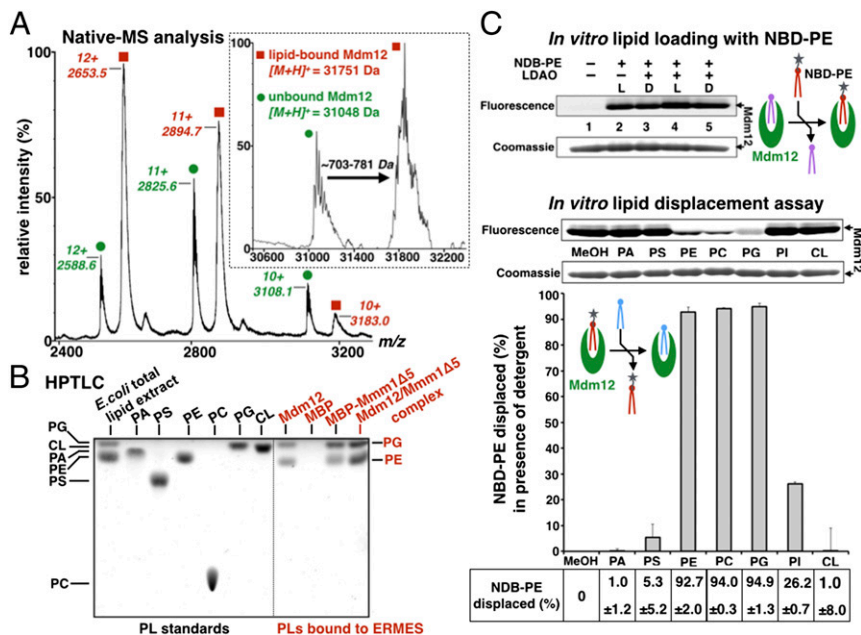 A
Native-MS analysis
relative intensity (%)
100
50
0
12+
2653.5
11+
2894.7
11+
2825.6
12+
2588.6
10+
3108.1
10+
3183.0
2400
2800
3200
m/z
100
50
0
lipid-bound Mdm12
[M+H]+ = 31751 Da
unbound Mdm12
[M+H]+ = 31048 Da
~703-781 Da
30600
31000
31400
31800
32200
B
HPTLC
E.coli total
lipid extract
PA
PS
PE
PC
PG
CL
Mdm12
MBP
MBP-Mmm1Δ5
Mdm12/Mmm1Δ5
complex
PG
CL
PA
PE
PS
PC
PG
PE
PL standards
PLs bound to ERMES
C
In vitro lipid loading with NBD-PE
NDB-PE – + + + +
LDAO – – + + +
L D L D
Fluorescence
1 2 3 4 5
Coomassie
Mdm12
NBD-PE
Mdm12
In vitro lipid displacement assay
Fluorescence
MeOH PA PS PE PC PG PI CL
Coomassie
Mdm12
NBD-PE displaced (%)
in presence of detergent
100
90
80
70
60
50
40
30
20
10
0
Mdm12
MeOH PA PS PE PC PG PI CL
NDB-PE
displaced (%)
0
1.0 5.3 92.7 94.0 94.9 26.2 1.0
±1.2 ±5.2 ±2.0 ±0.3 ±1.3 ±0.7 ±8.0